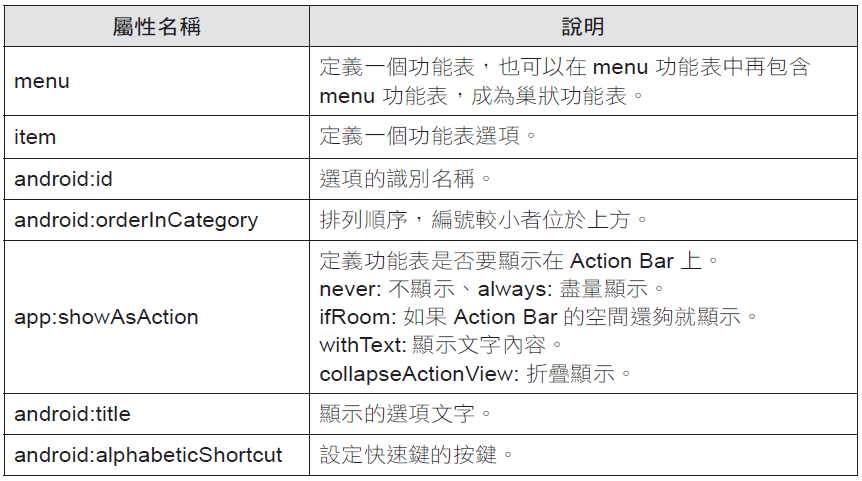 屬性名稱 說明
menu 定義一個功能表，也可以在 menu 功能表中再包含
menu 功能表，成為巢狀功能表。
item 定義一個功能表選項。
android:id 選項的識別名稱。
android:orderInCategory 排列順序，編號較小者位於上方。
定義功能表是否要顯示在 Action Bar 上。
never: 不顯示、always: 盡量顯示。
app:showAsAction ifRoom: 如果 Action Bar 的空間還夠就顯示。
withText: 顯示文字內容。
collapseActionView: 折疊顯示。
android:title 顯示的選項文字。
android:alphabeticShortcut 設定快速鍵的按鍵。